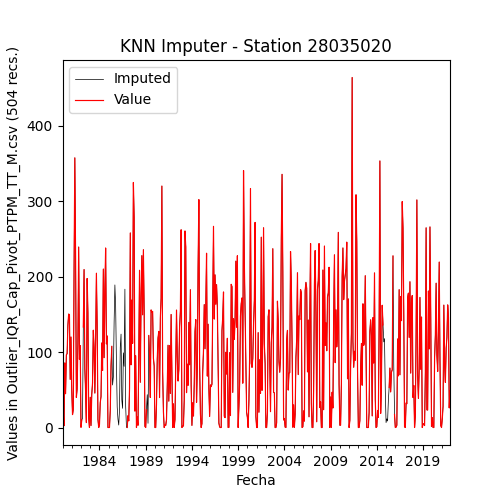 KNN Imputer - Station 28035020
Imputed
Value
Values in Outlier_IQR_Cap_Pivot_PTPM_TT_M.csv (504 recs.)
400
300
200
100
0
1984 1989 1994 1999 2004 2009 2014 2019
Fecha